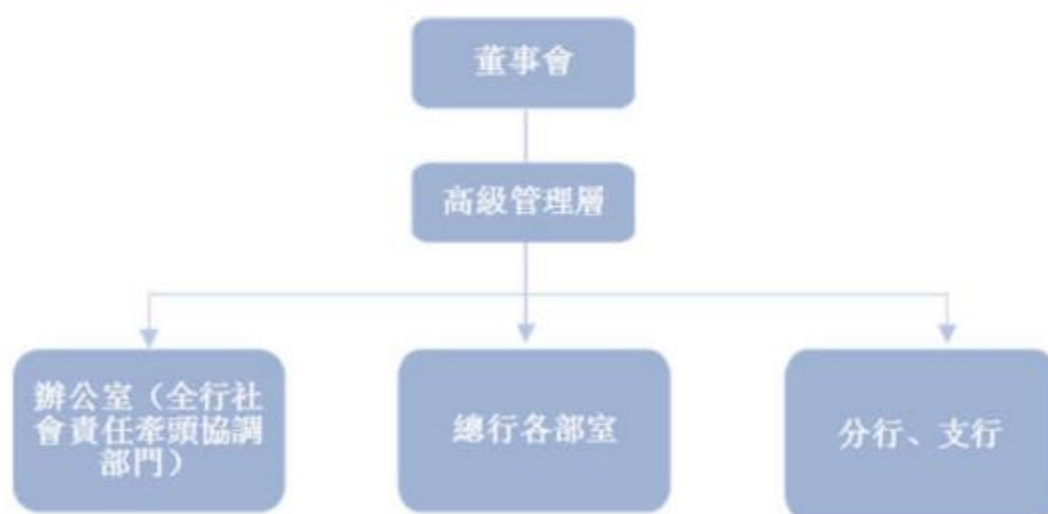 董事會
高級管理層
辦公室（全行社
會責任牽頭協調
部門）
總行各部室
分行、支行